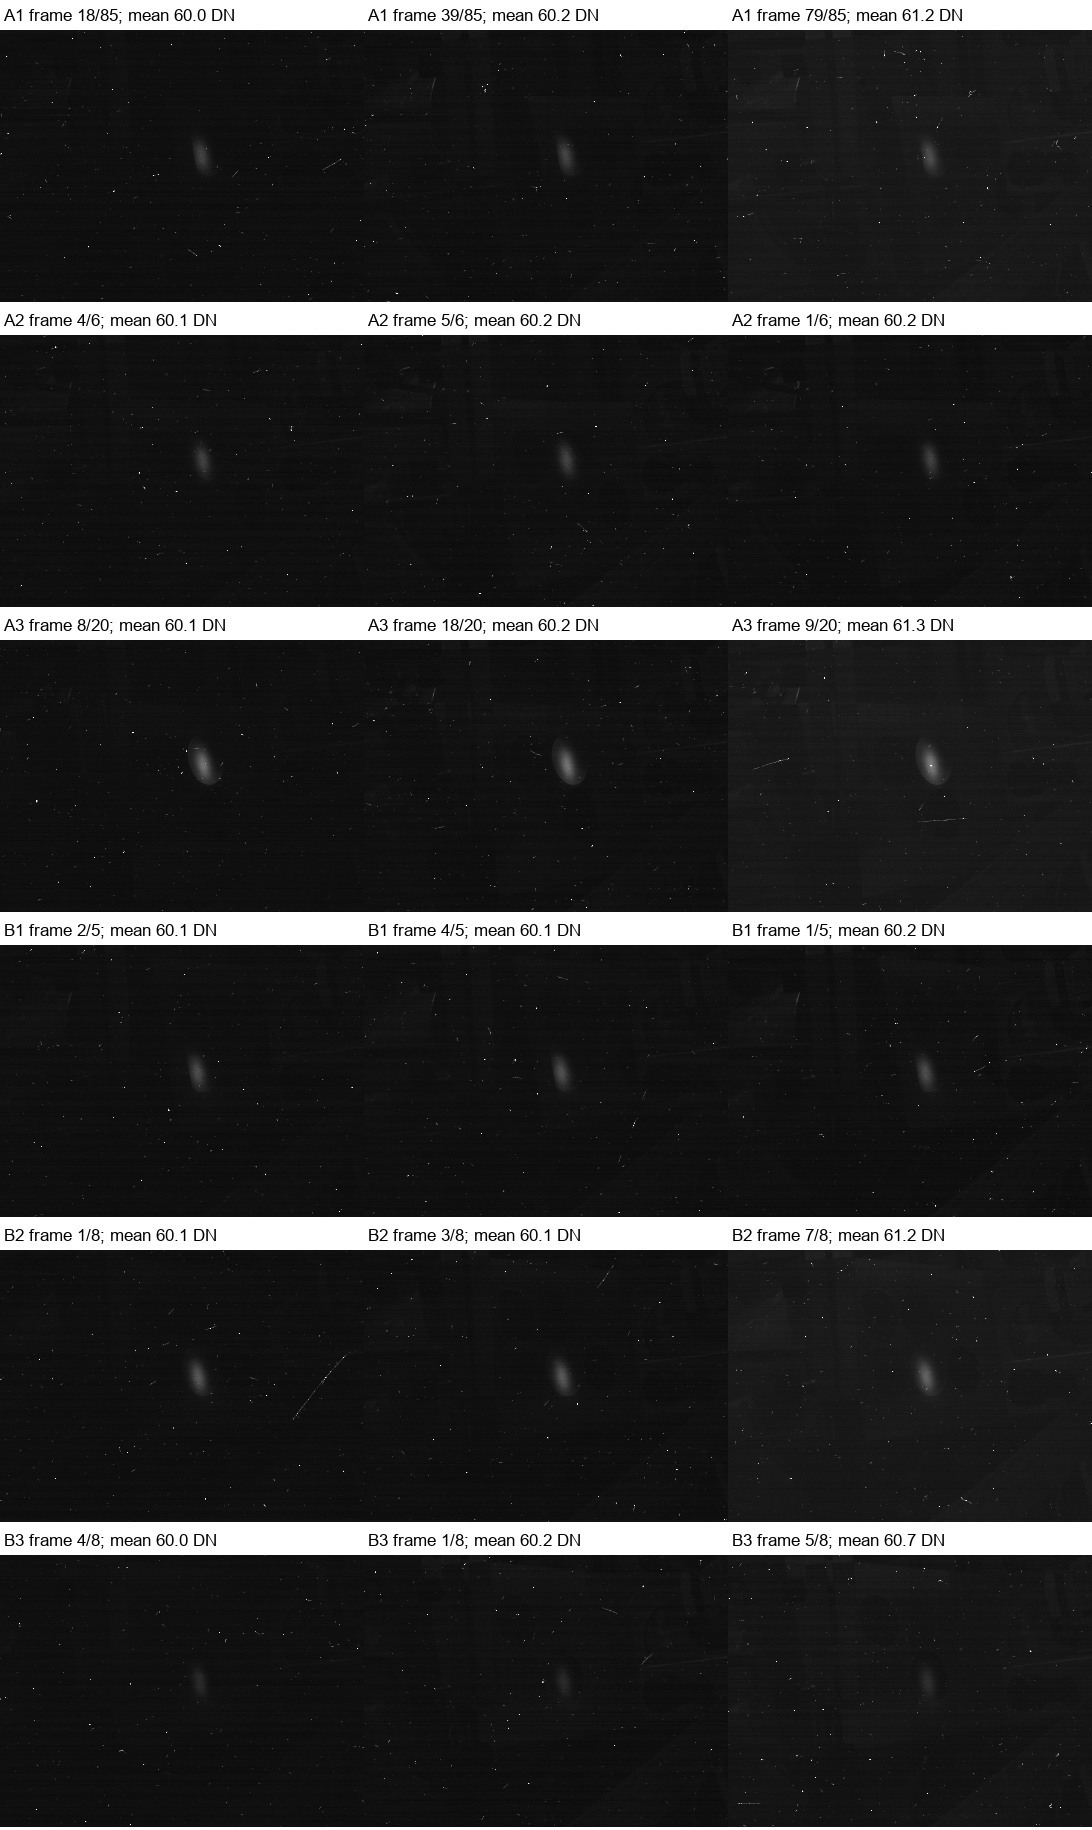 A1 frame 18/85; mean 60.0 DN
A1 frame 39/85; mean 60.2 DN
A1 frame 79/85; mean 61.2 DN
A2 frame 4/6; mean 60.1 DN
A2 frame 5/6; mean 60.2 DN
A2 frame 1/6; mean 60.2 DN
A3 frame 8/20; mean 60.1 DN
A3 frame 18/20; mean 60.2 DN
A3 frame 9/20; mean 61.3 DN
B1 frame 2/5; mean 60.1 DN
B1 frame 4/5; mean 60.1 DN
B1 frame 1/5; mean 60.2 DN
B2 frame 1/8; mean 60.1 DN
B2 frame 3/8; mean 60.1 DN
B2 frame 7/8; mean 61.2 DN
B3 frame 4/8; mean 60.0 DN
B3 frame 1/8; mean 60.2 DN
B3 frame 5/8; mean 60.7 DN